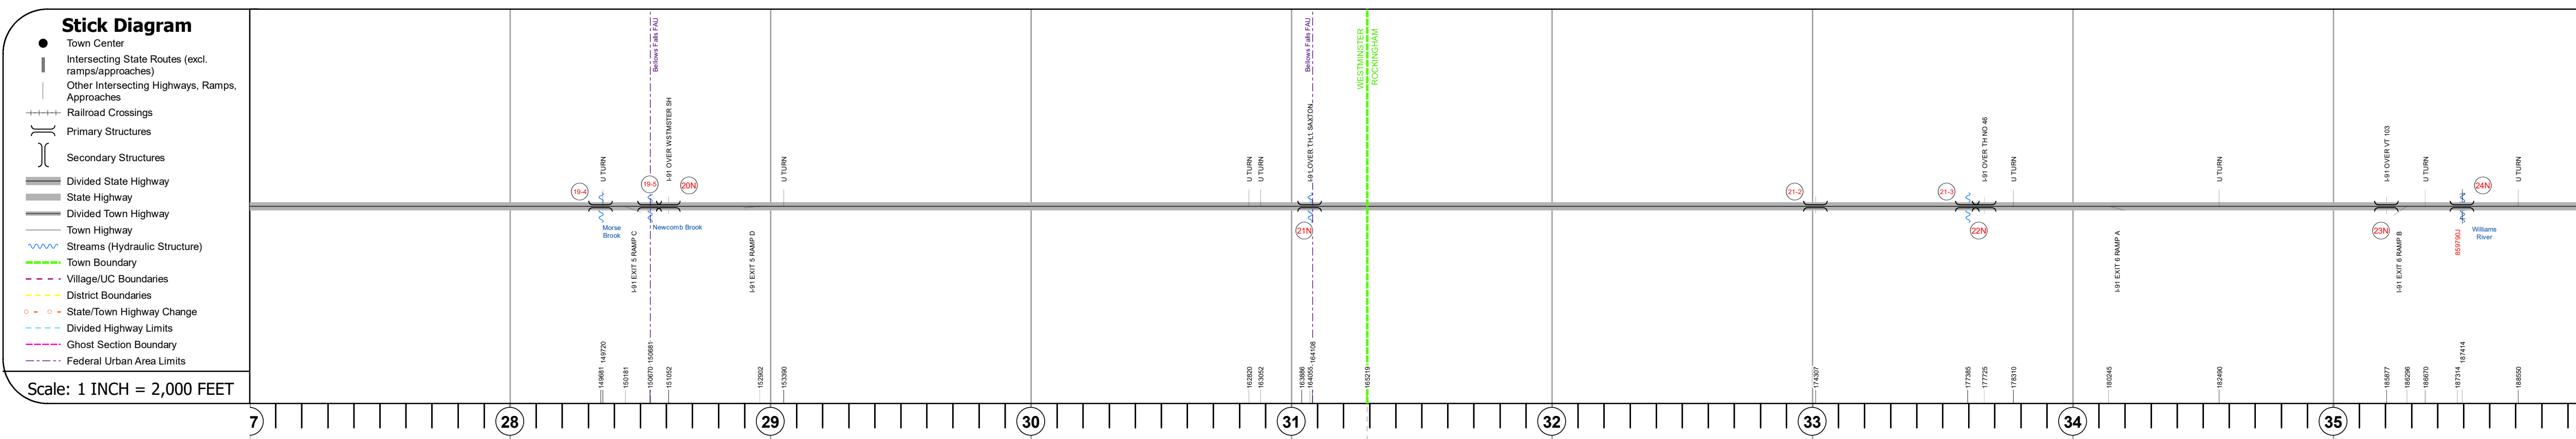 Stick Diagram
Town Center
Intersecting State Routes (excl.
ramps/approaches)
Other Intersecting Highways, Ramps,
Approaches
Railroad Crossings
Primary Structures
Secondary Structures
Divided State Highway
State Highway
Divided Town Highway
Town Highway
Streams (Hydraulic Structure)
Town Boundary
Village/UC Boundaries
District Boundaries
State/Town Highway Change
Divided Highway Limits
Ghost Section Boundary
Federal Urban Area Limits
Scale: 1 INCH = 2,000 FEET
Bellows Falls FAU
Bellows Falls FAU
WESTMINSTER
ROCKINGHAM
U TURN
I-91 OVER WSTMSTER SH
U TURN
U TURN
U TURN
I-91 OVER T.H.1 SAXTON
I-91 OVER TH NO 46
U TURN
U TURN
I-91 OVER VT 103
U TURN
U TURN
19-4
19-5
20N
21-2
21-3
24N
Morse
Brook
Newcomb Brook
21N
22N
23N
Williams
River
859790J
I-91 EXIT 5 RAMP C
I-91 EXIT 5 RAMP D
I-91 EXIT 6 RAMP A
I-91 EXIT 6 RAMP B
149681
149720
150181
150670
150681
151052
152902
153390
162820
163052
163886
164055
164108
165219
174307
177385
177725
178310
180245
182490
185877
186296
186670
187314
187414
188550
7
28
29
30
31
32
33
34
35